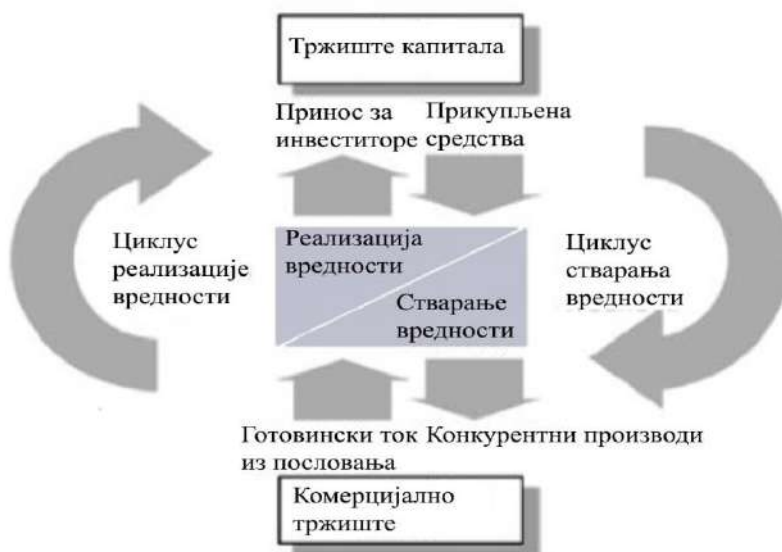 Тржиште капитала
Принос за
инвеститоре
Прикупљена
средства
Циклус
реализације
вредности
Реализација
вредности
Стварање
вредности
Циклус
стварања
вредности
Готовински ток
из пословања
Конкурентни производи
Комерцијално
тржиште